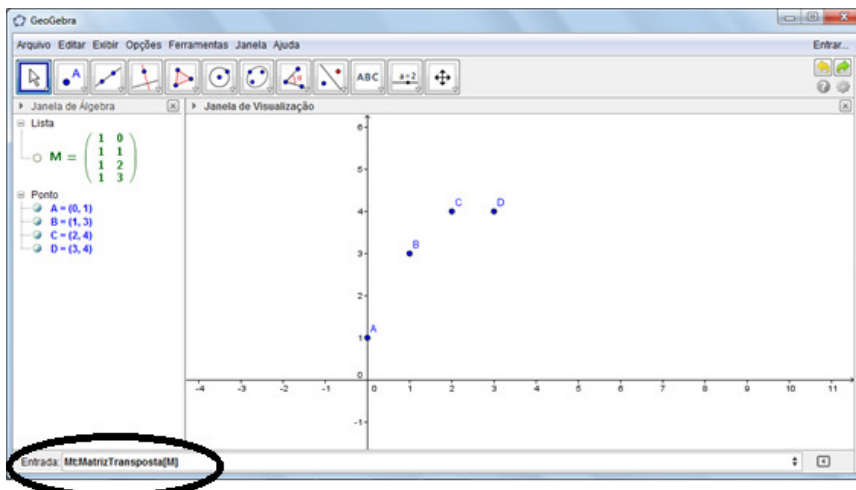 GeoGebra
Arquivo Editar Exibir Opções Ferramentas Janela Ajuda Entrar...
ABC a=2
Janela de Álgebra
Janela de Visualização
Lista
M =
1 0
1 1
1 2
1 3
Ponto
A = (0, 1)
B = (1, 3)
C = (2, 4)
D = (3, 4)
6
5
C D
4
B
3
2
A
1
0
-4 -3 -2 -1 0 1 2 3 4 5 6 7 8 9 10 11
-1
Entrada: Mt:MatrizTransposta[M]